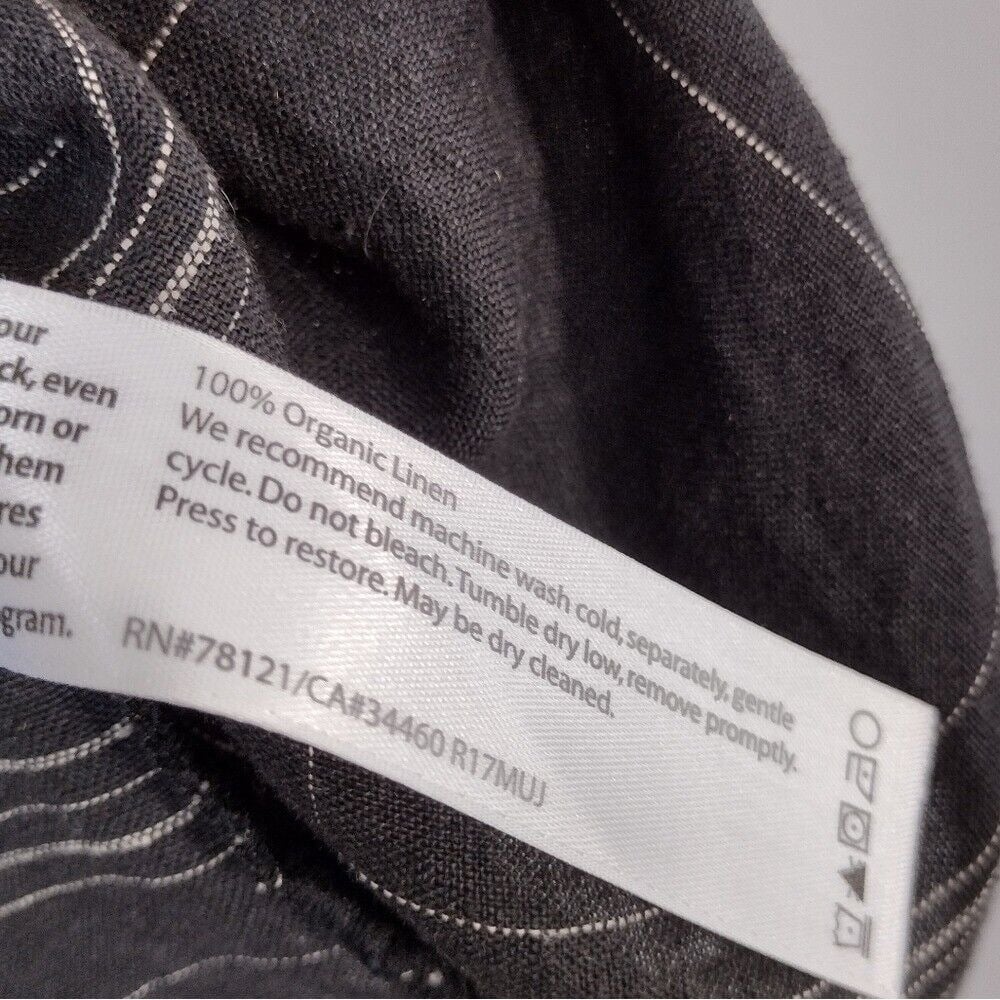 our
ck, even
orn or
hem
res
our
gram.
100% Organic Linen
We recommend machine wash cold, separately, gentle
cycle. Do not bleach. Tumble dry low, remove promptly.
Press to restore. May be dry cleaned.
RN#78121/CA#34460 R17MUJ